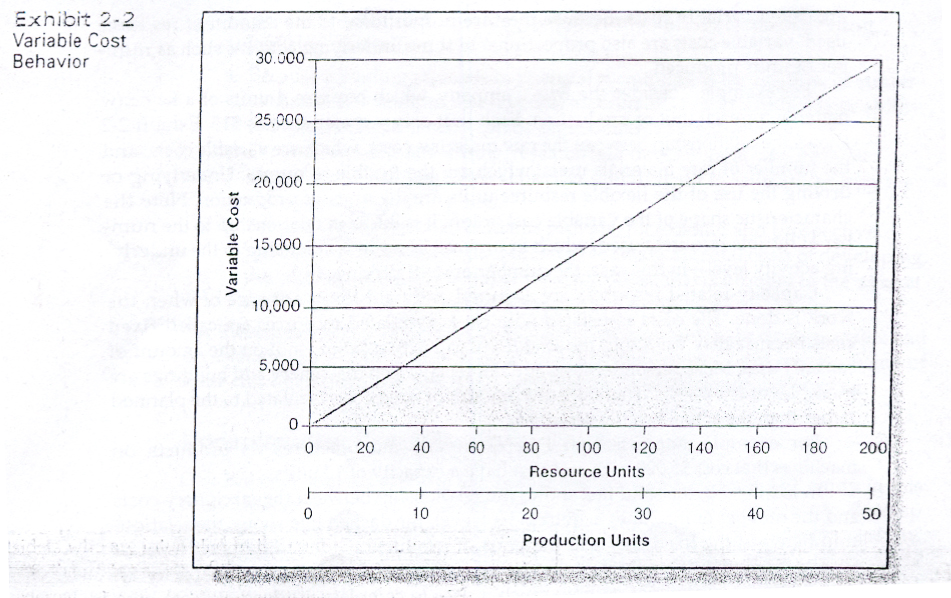 Exhibit 2-2
Variable Cost
Behavior
30.000
25,000
20,000
15,000
10,000
5,000
0
Variable Cost
20 40 60 80 100 120 140 160 180 200
Resource Units
0 10 20 30 40 50
Production Units